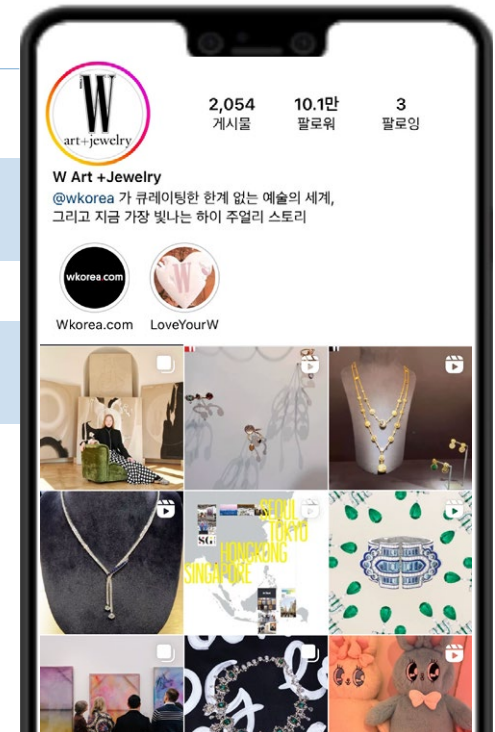 W
art+jewelry
2,054 10.1만 3
게시물 팔로워 팔로잉
W Art +Jewelry
@wkorea 가 큐레이팅한 한계 없는 예술의 세계,
그리고 지금 가장 빛나는 하이 주얼리 스토리
wkorea.com
W
Wkorea.com LoveYourW
SG
SEOUL
TOKYO
HONGKONG
SINGAPORE